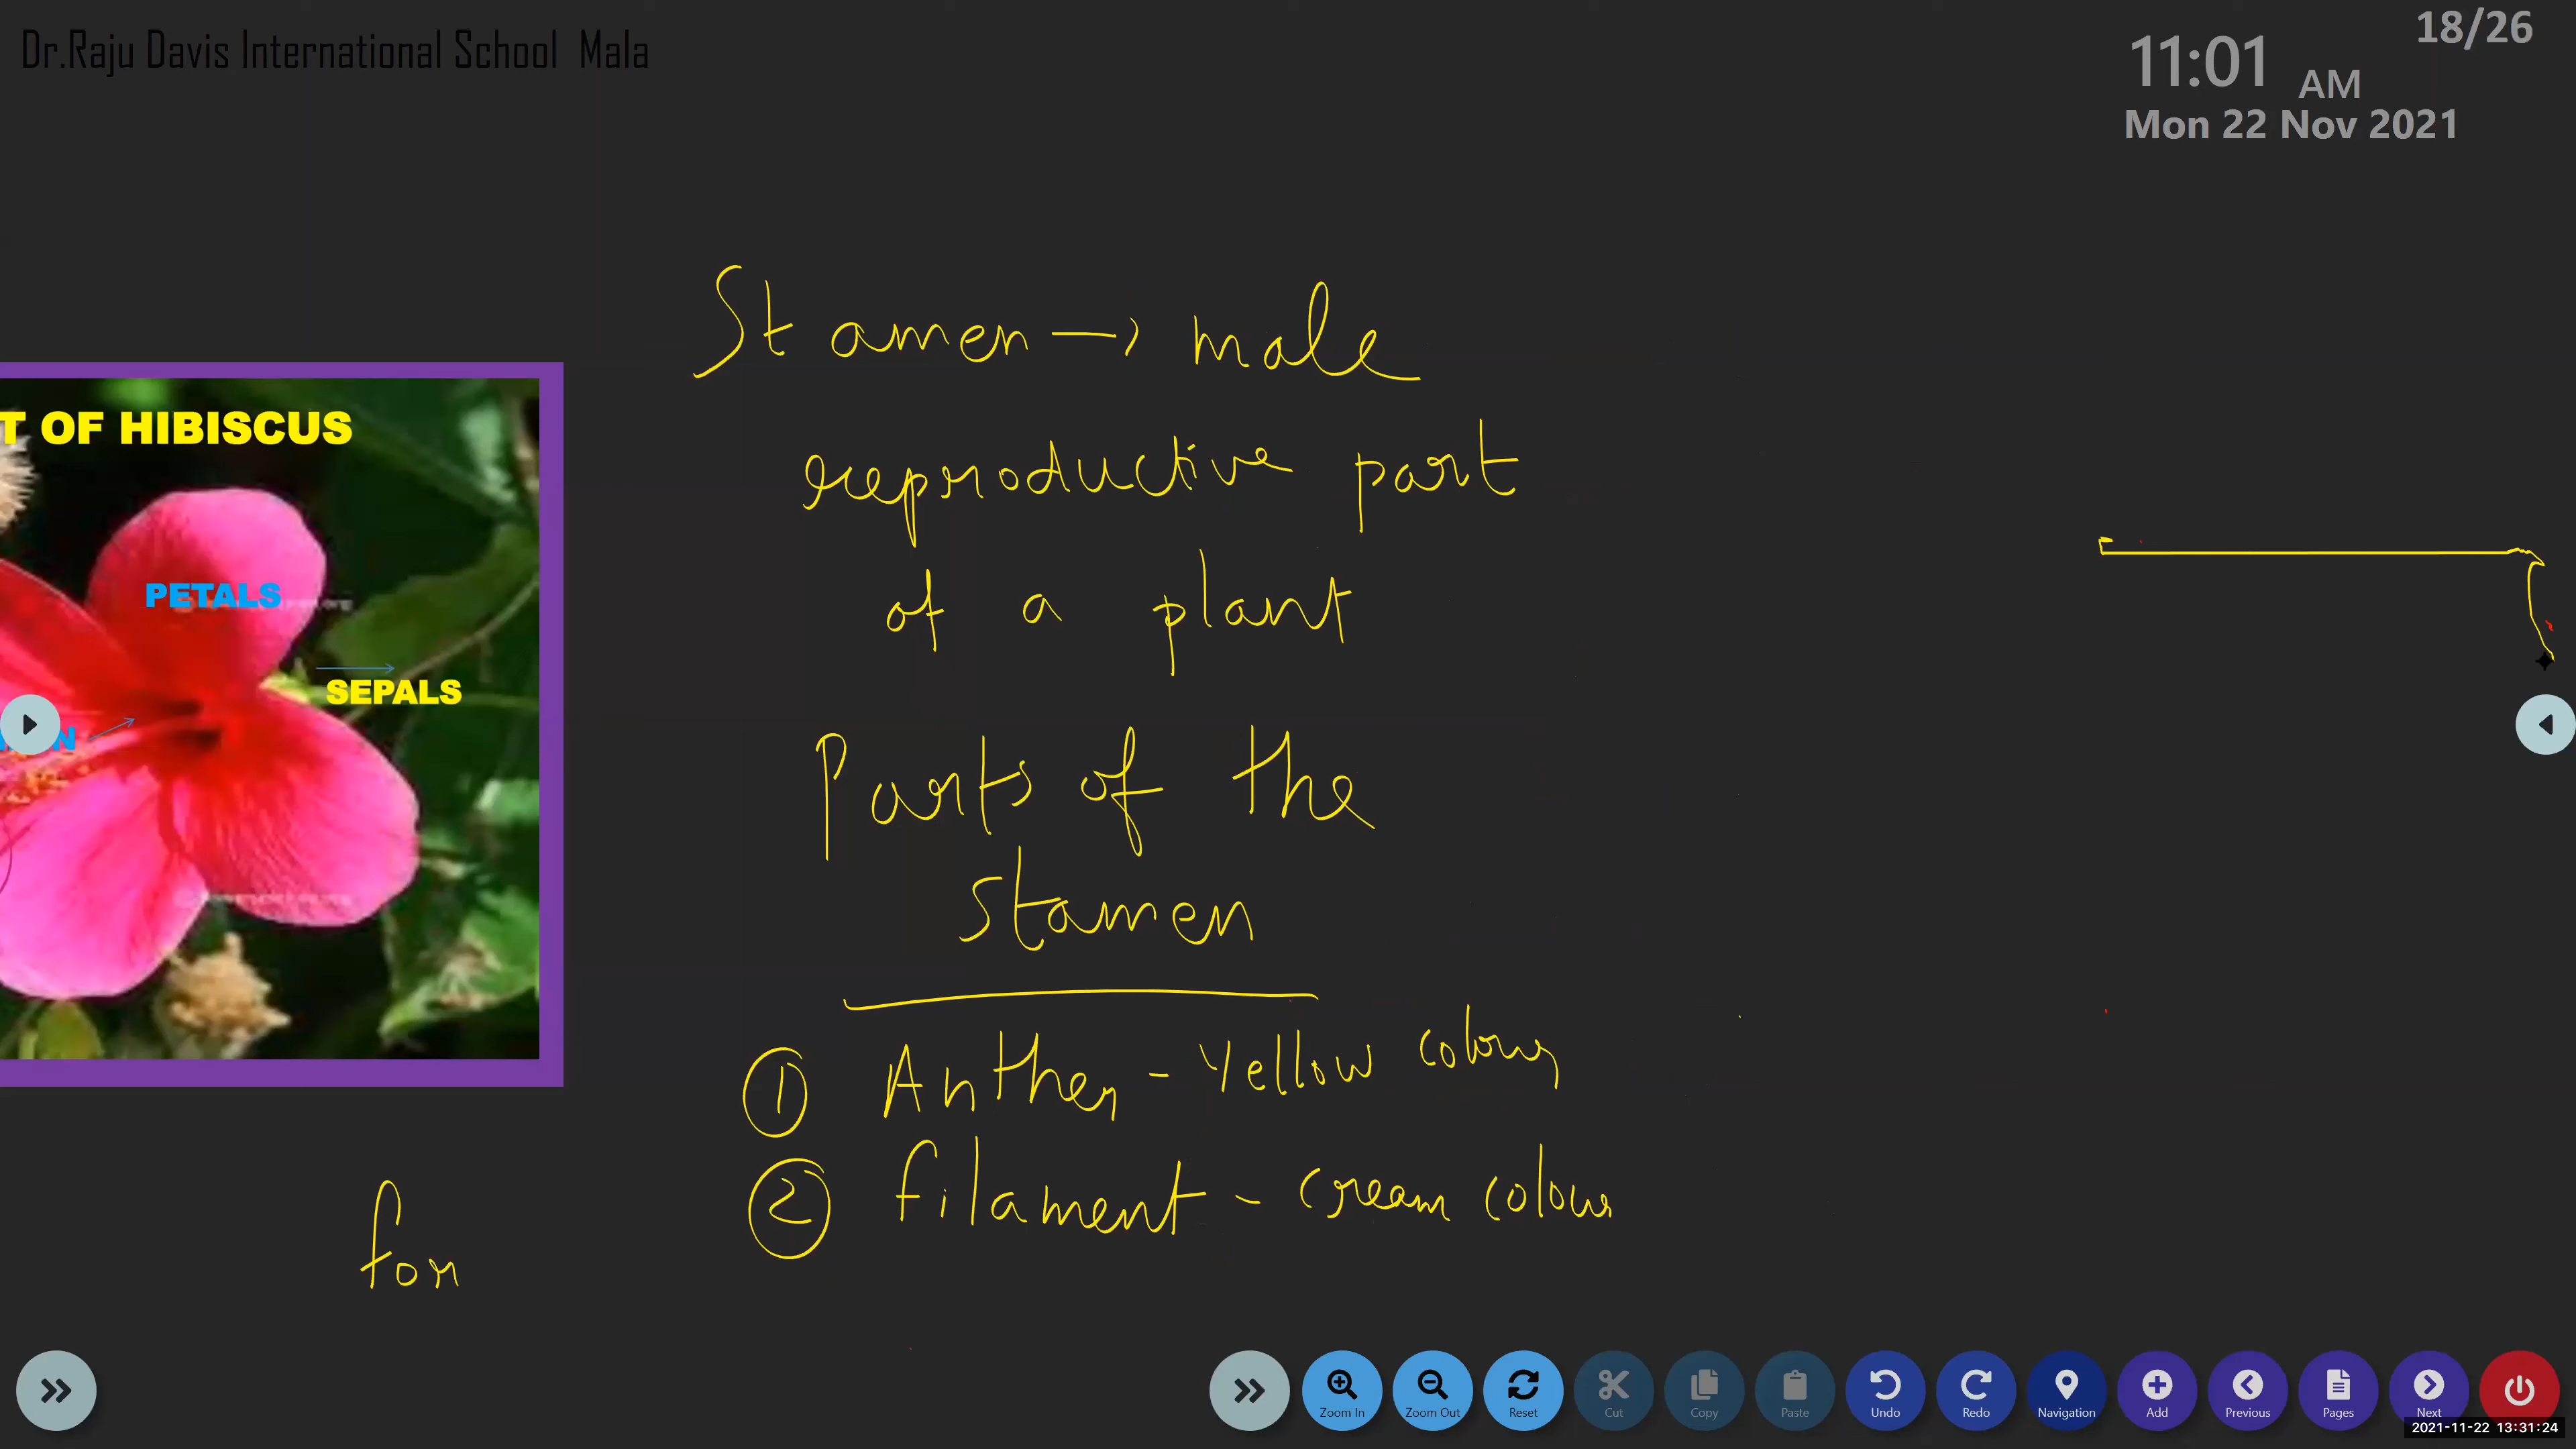 Dr.Raju Davis International School Mala
18/26
11:01 AM
Mon 22 Nov 2021
Stamen → male
reproductive part
of a plant
T OF HIBISCUS
PETALS
SEPALS
Parts of the
Stamen
① Anther - Yellow colour
② Filament - cream colour
for
Zoom In
Zoom Out
Reset
Cut
Copy
Paste
Undo
Redo
Navigation
Add
Previous
Pages
Next
2021-11-22 13:31:24